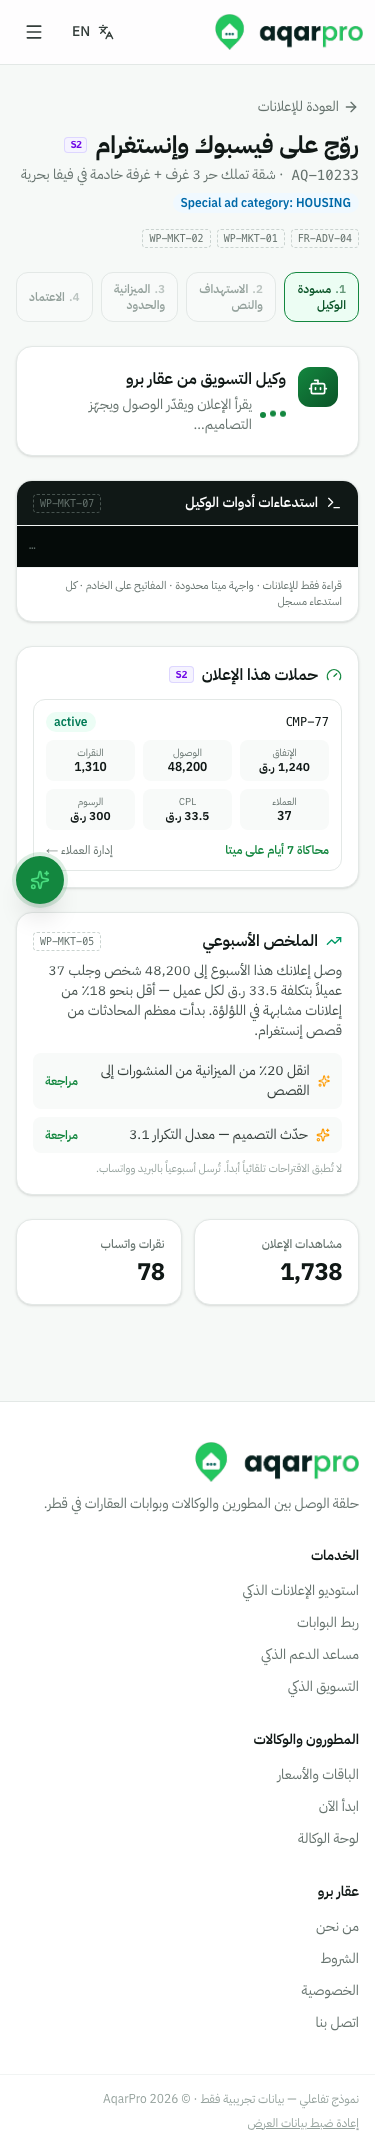 aqarpro
EN
العودة للإعلانات
روّج على فيسبوك وإنستغرام S2
AQ-10233 · شقة تملك حر 3 غرف + غرفة خادمة في فيفا بحرية
Special ad category: HOUSING
FR-ADV-04 WP-MKT-01 WP-MKT-02
1. مسودة الوكيل
2. الاستهداف والنص
3. الميزانية والحدود
4. الاعتماد
وكيل التسويق من عقار برو
يقرأ الإعلان ويقدّر الوصول ويجهّز
التصاميم...
استدعاءات أدوات الوكيل WP-MKT-07
…
قراءة فقط للإعلانات · واجهة ميتا محدودة · المفاتيح على الخادم · كل
استدعاء مسجل
حملات هذا الإعلان S2
CMP-77 active
الإنفاق الوصول النقرات
1,240 ر.ق 48,200 1,310
العملاء CPL الرسوم
37 33.5 ر.ق 300 ر.ق
محاكاة 7 أيام على ميتا إدارة العملاء ←
الملخص الأسبوعي WP-MKT-05
وصل إعلانك هذا الأسبوع إلى 48,200 شخص وجلب 37
عميلاً بتكلفة 33.5 ر.ق لكل عميل — أقل بنحو 18٪ من
إعلانات مشابهة في اللؤلؤة. بدأت معظم المحادثات من
قصص إنستغرام.
انقل 20٪ من الميزانية من المنشورات إلى
القصص
مراجعة
حدّث التصميم — معدل التكرار 3.1 مراجعة
لا تُطبق الاقتراحات تلقائياً أبداً. تُرسل أسبوعياً بالبريد وواتساب.
مشاهدات الإعلان
1,738
نقرات واتساب
78
aqarpro
حلقة الوصل بين المطورين والوكالات وبوابات العقارات في قطر.
الخدمات
استوديو الإعلانات الذكي
ربط البوابات
مساعد الدعم الذكي
التسويق الذكي
المطورون والوكالات
الباقات والأسعار
ابدأ الآن
لوحة الوكالة
عقار برو
من نحن
الشروط
الخصوصية
اتصل بنا
نموذج تفاعلي — بيانات تجريبية فقط · © 2026 AqarPro
إعادة ضبط بيانات العرض